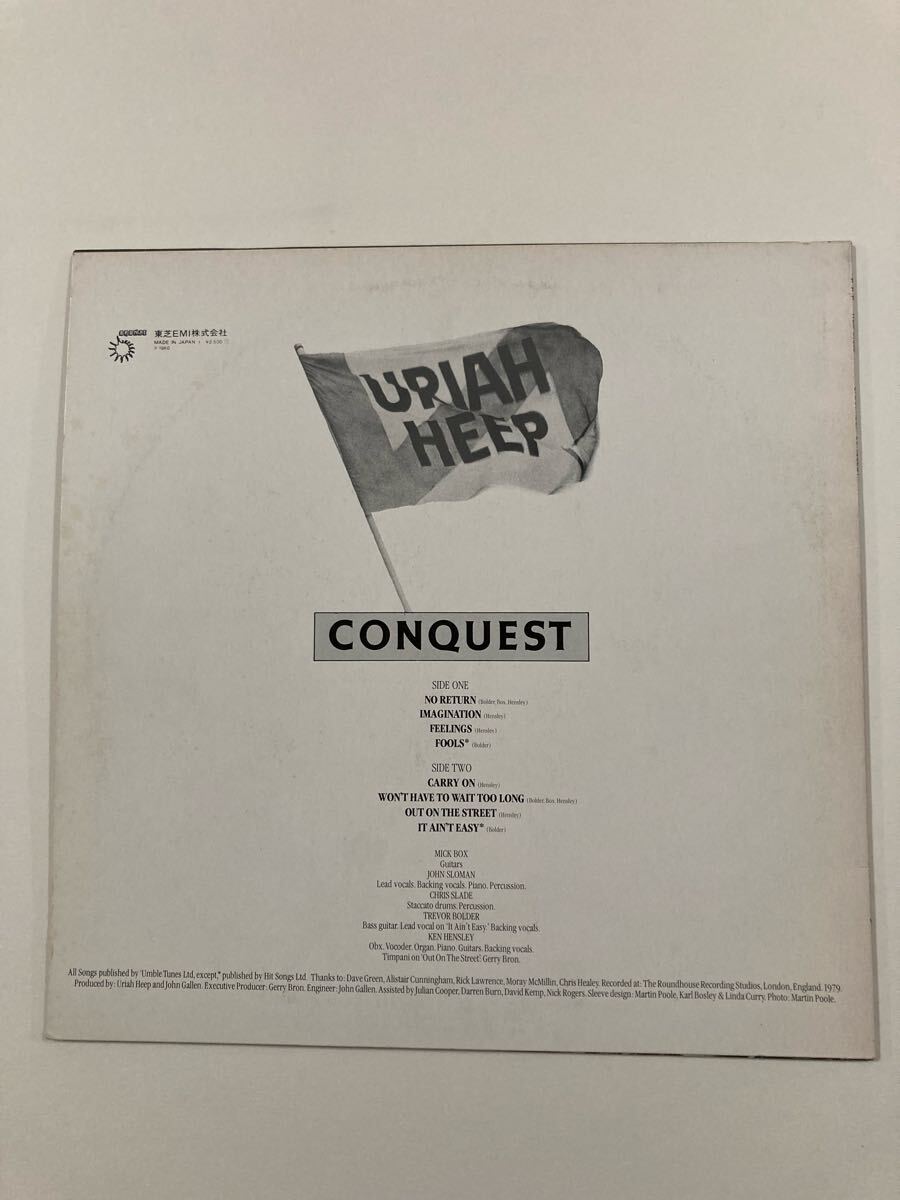 東芝EMI株式会社
MADE IN JAPAN
¥2,500
℗ 1980
URIAH
HEEP
CONQUEST
SIDE ONE
NO RETURN (Bolder, Box, Hensley)
IMAGINATION (Hensley)
FEELINGS (Hensley)
FOOLS* (Bolder)
SIDE TWO
CARRY ON (Hensley)
WON'T HAVE TO WAIT TOO LONG (Bolder, Box, Hensley)
OUT ON THE STREET (Hensley)
IT AIN'T EASY* (Bolder)
MICK BOX
Guitars
JOHN SLOMAN
Lead vocals. Backing vocals. Piano. Percussion.
CHRIS SLADE
Staccato drums. Percussion.
TREVOR BOLDER
Bass guitar. Lead vocal on 'It Ain't Easy.' Backing vocals.
KEN HENSLEY
Obx. Vocoder. Organ. Piano. Guitars. Backing vocals.
Timpani on 'Out On The Street': Gerry Bron.
All Songs published by 'Umble Tunes Ltd, except,* published by Hit Songs Ltd. Thanks to: Dave Green, Alistair Cunningham, Rick Lawrence, Moray McMillin, Chris Healey. Recorded at: The Roundhouse Recording Studios, London, England. 1979.
Produced by: Uriah Heep and John Gallen. Executive Producer: Gerry Bron. Engineer: John Gallen. Assisted by Julian Cooper, Darren Burn, David Kemp, Nick Rogers. Sleeve design: Martin Poole, Karl Bosley & Linda Curry. Photo: Martin Poole.